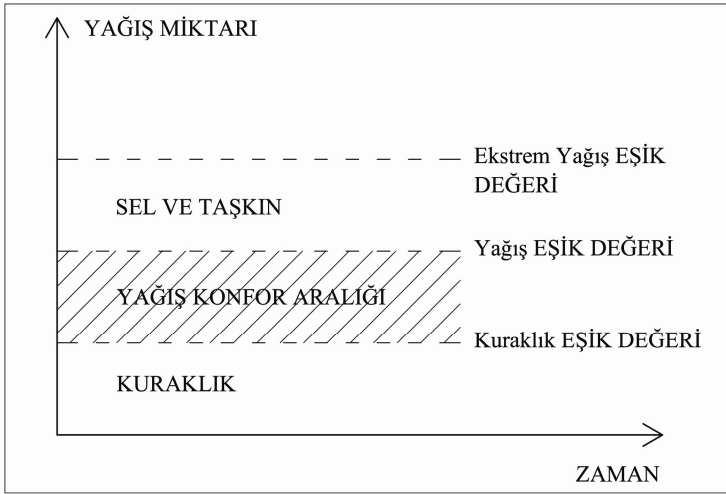 YAĞIŞ MİKTARI
Ekstrem Yağış EŞİK
DEĞERİ
SEL VE TAŞKIN
Yağış EŞİK DEĞERİ
YAĞIŞ KONFOR ARALIĞI
Kuraklık EŞİK DEĞERİ
KURAKLIK
ZAMAN